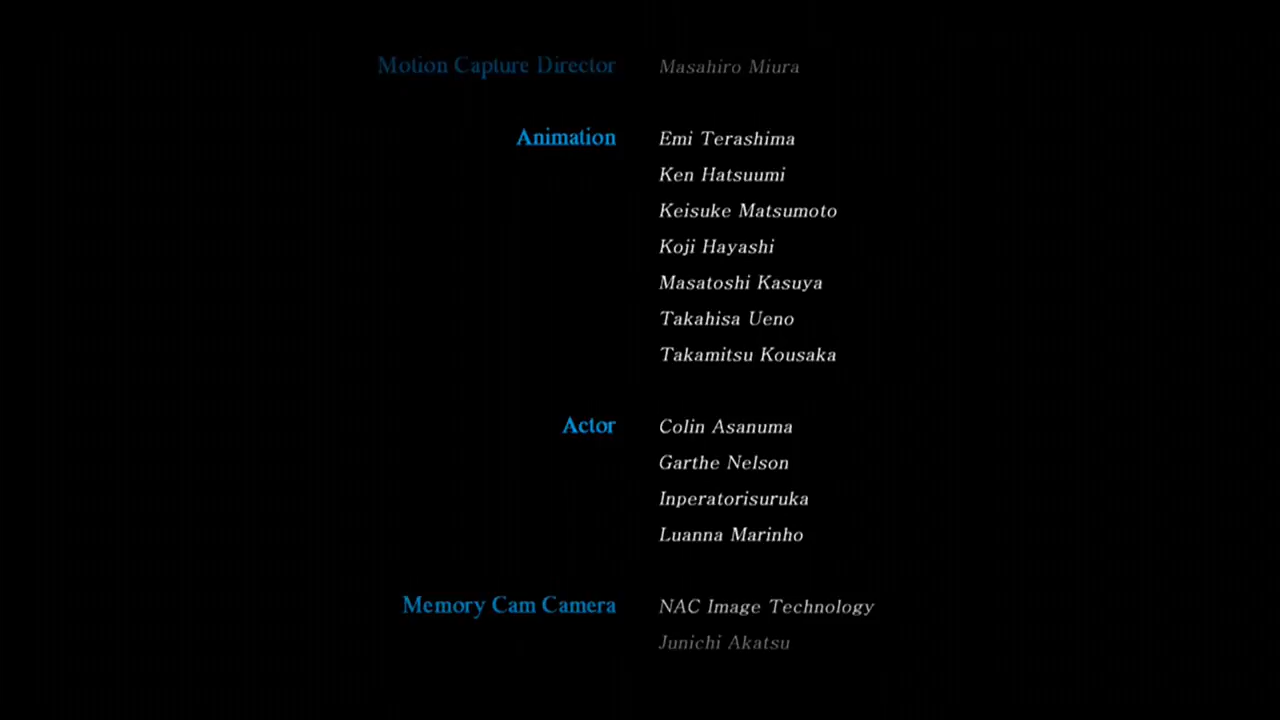 Motion Capture Director Masahiro Miura
Animation Emi Terashima
Ken Hatsuumi
Keisuke Matsumoto
Koji Hayashi
Masatoshi Kasuya
Takahisa Ueno
Takamitsu Kousaka
Actor Colin Asanuma
Garthe Nelson
Inperatorisuruka
Luanna Marinho
Memory Cam Camera NAC Image Technology
Junichi Akatsu